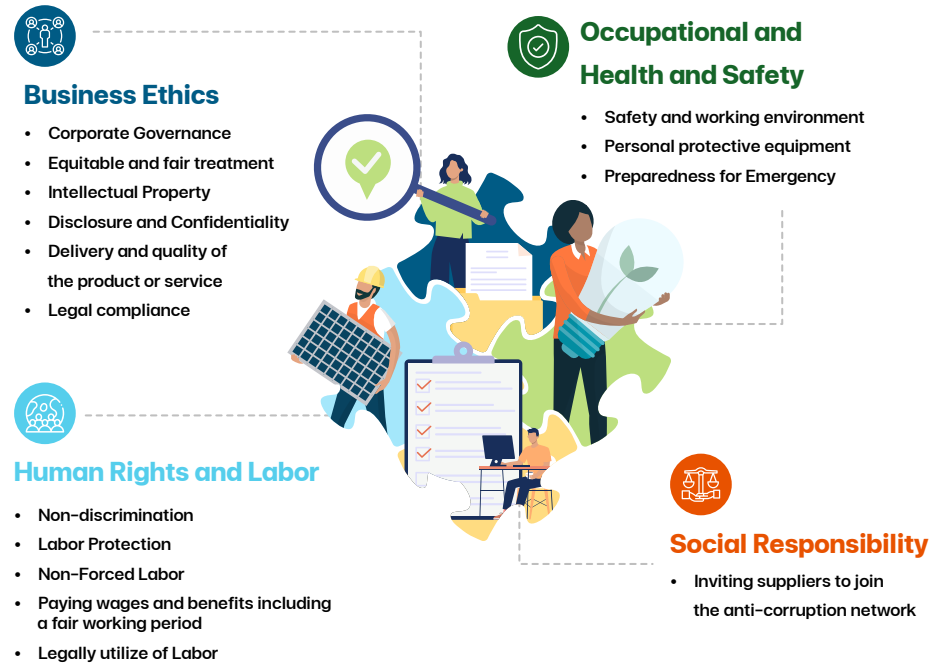 Business Ethics
• Corporate Governance
• Equitable and fair treatment
• Intellectual Property
• Disclosure and Confidentiality
• Delivery and quality of
the product or service
• Legal compliance
Occupational and
Health and Safety
• Safety and working environment
• Personal protective equipment
• Preparedness for Emergency
Human Rights and Labor
• Non-discrimination
• Labor Protection
• Non-Forced Labor
• Paying wages and benefits including
a fair working period
• Legally utilize of Labor
Social Responsibility
• Inviting suppliers to join
the anti-corruption network